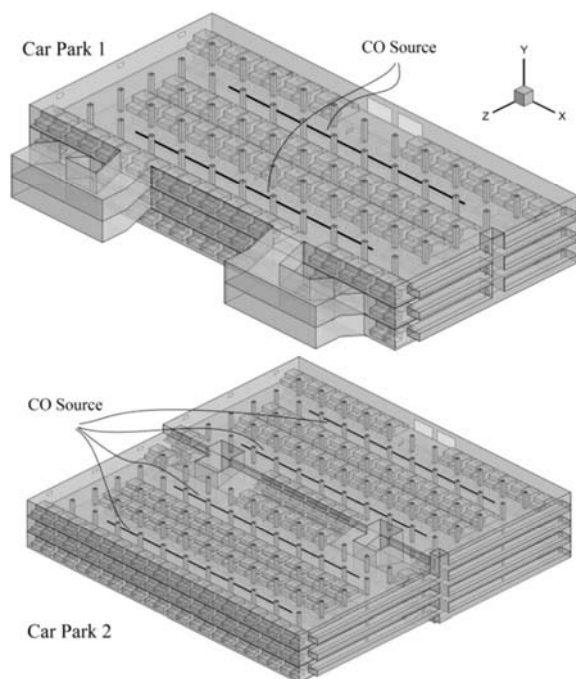 Car Park 1
CO Source
Y
Z
X
CO Source
Car Park 2